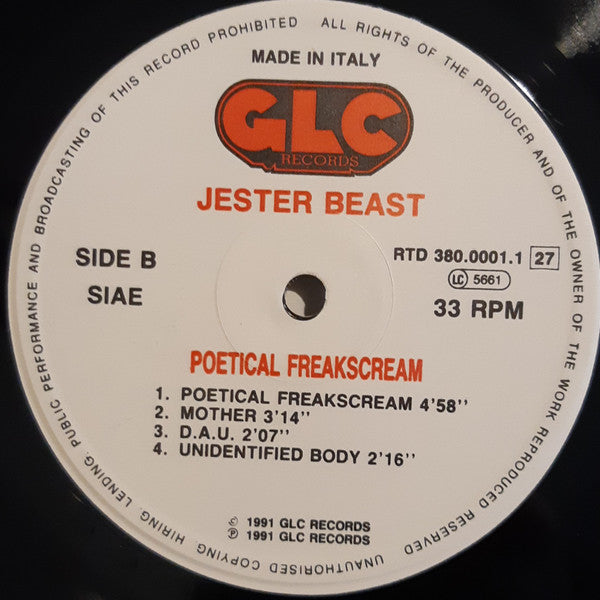 ALL RIGHTS OF THE PRODUCER AND OF THE OWNER OF THE WORK REPRODUCED RESERVED
UNAUTHORISED COPYING. HIRING. LENDING. PUBLIC PERFORMANCE AND BROADCASTING OF THIS RECORD PROHIBITED
MADE IN ITALY
GLC
RECORDS
JESTER BEAST
SIDE B
SIAE
RTD 380.0001.1 27
LC 5661
33 RPM
POETICAL FREAKSCREAM
1. POETICAL FREAKSCREAM 4'58''
2. MOTHER 3'14''
3. D.A.U. 2'07''
4. UNIDENTIFIED BODY 2'16''
© 1991 GLC RECORDS
℗ 1991 GLC RECORDS